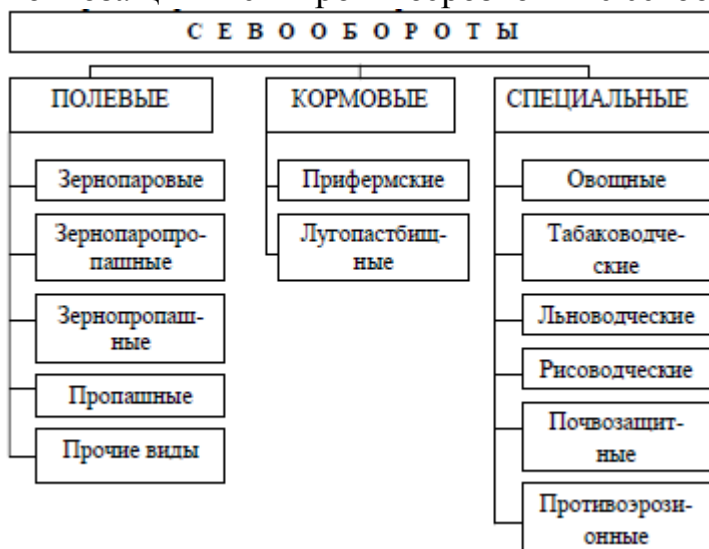 С Е В О О Б О Р О Т Ы
ПОЛЕВЫЕ
Зернопаровые
Зернопаропро-
пашные
Зернопропаш-
ные
Пропашные
Прочие виды
КОРМОВЫЕ
Прифермские
Лугопастбищ-
ные
СПЕЦИАЛЬНЫЕ
Овощные
Табаководче-
ские
Льноводческие
Рисоводческие
Почвозащит-
ные
Противоэрози-
онные